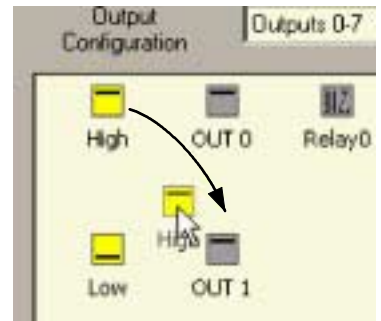 Output
Configuration
Outputs 0-7
High
OUT 0
Relay0
High
Low
OUT 1